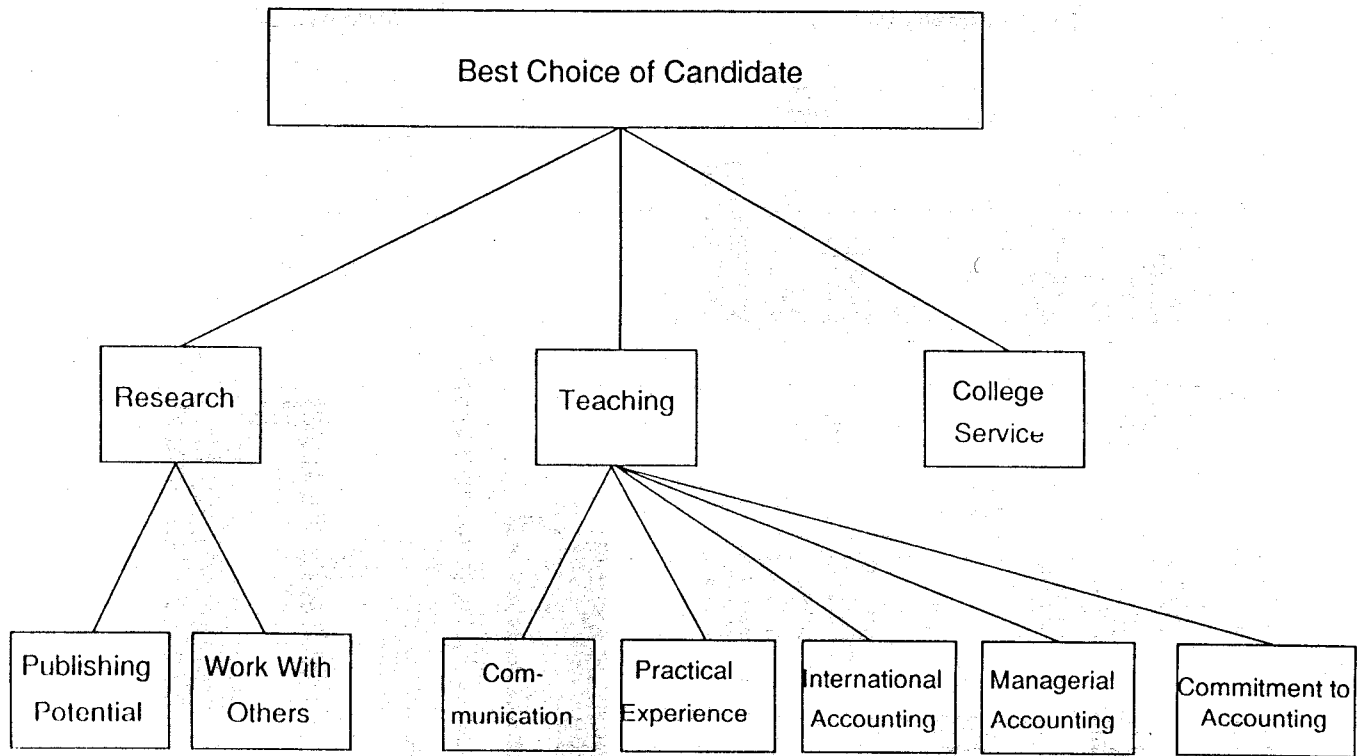 Best Choice of Candidate
Research
Teaching
College
Service
Publishing
Potential
Work With
Others
Com-
munication
Practical
Experience
International
Accounting
Managerial
Accounting
Commitment to
Accounting